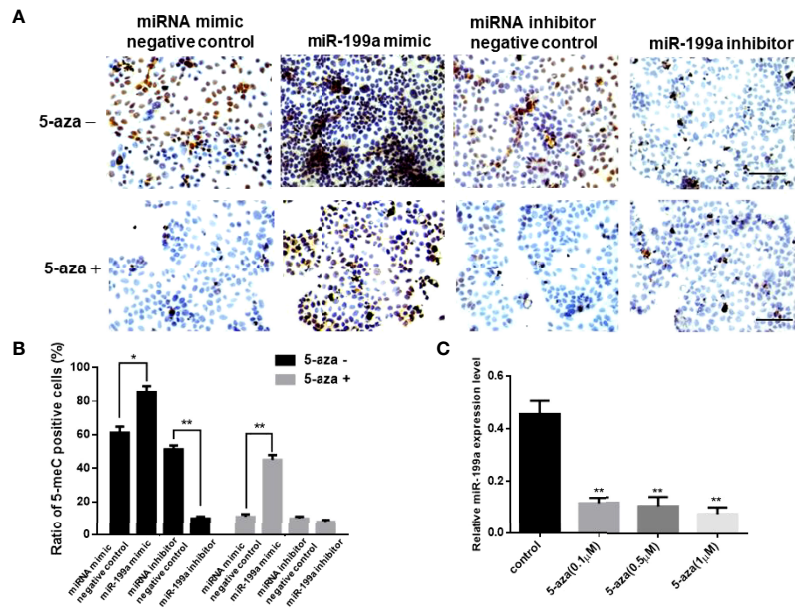 A
miRNA mimic
negative control
miR-199a mimic
miRNA inhibitor
negative control
miR-199a inhibitor
5-aza –
5-aza +
B
Ratio of 5-meC positive cells (%)
100
80
60
40
20
0
*
**
**
5-aza -
5-aza +
miRNA mimic
negative control
miR-199a mimic
miRNA inhibitor
negative control
miR-199a inhibitor
miRNA mimic
negative control
miR-199a mimic
miRNA inhibitor
negative control
miR-199a inhibitor
C
Relative miR-199a expression level
0.6
0.4
0.2
0.0
**
**
**
control
5-aza(0.1μM)
5-aza(0.5μM)
5-aza(1μM)